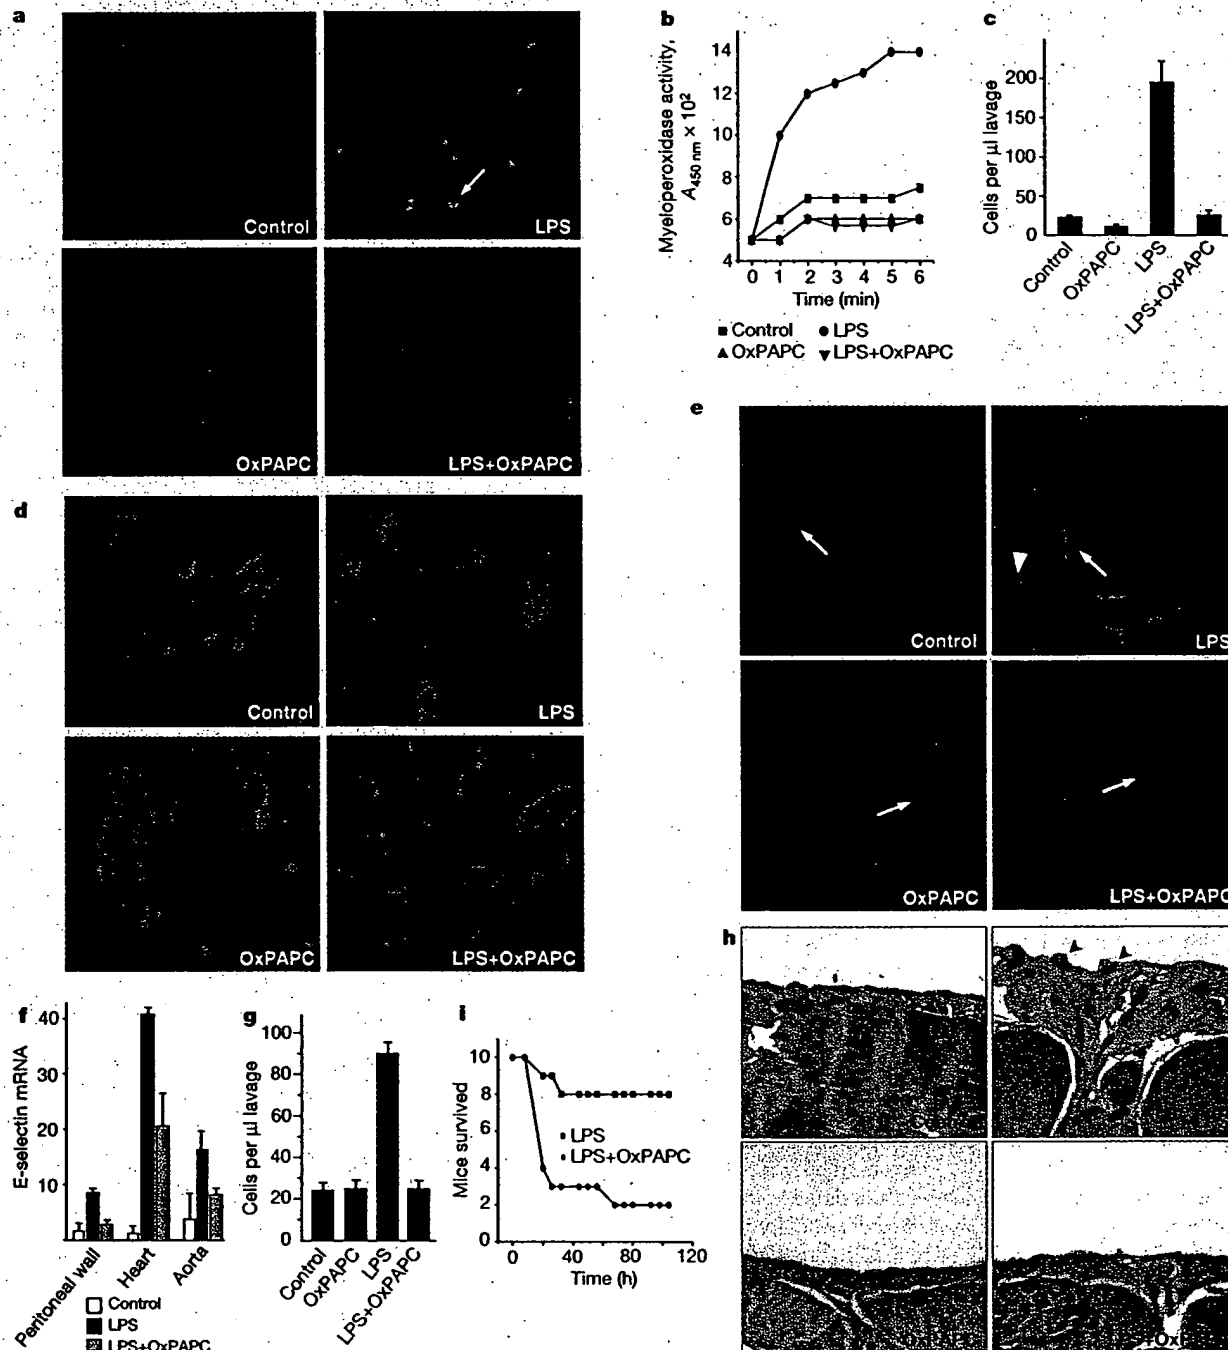 a
Control
LPS
OxPAPC
LPS+OxPAPC
b
Myeloperoxidase activity,
A450 nm × 10²
14
12
10
8
6
4
0 1 2 3 4 5 6
Time (min)
Control
LPS
OxPAPC
LPS+OxPAPC
c
Cells per µl lavage
200
150
100
50
0
Control
OxPAPC
LPS
LPS+OxPAPC
d
Control
LPS
OxPAPC
LPS+OxPAPC
e
Control
LPS
OxPAPC
LPS+OxPAPC
f
E-selectin mRNA
40
30
20
10
Peritoneal wall
Heart
Aorta
Control
LPS
LPS+OxPAPC
g
Cells per µl lavage
100
80
60
40
20
0
Control
OxPAPC
LPS
LPS+OxPAPC
i
Mice survived
10
8
6
4
2
0
LPS
LPS+OxPAPC
0 40 80 120
Time (h)
h